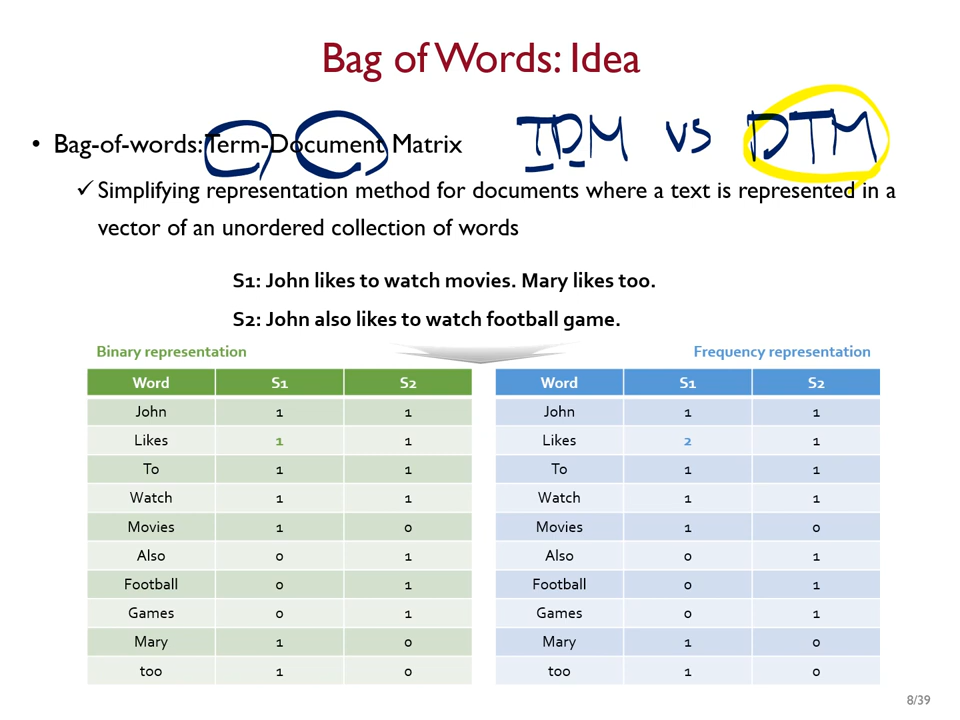 Bag of Words: Idea
• Bag-of-words: Term-Document Matrix
TDM vs DTM
✓ Simplifying representation method for documents where a text is represented in a
vector of an unordered collection of words
S1: John likes to watch movies. Mary likes too.
S2: John also likes to watch football game.
Binary representation
Word S1 S2
John 1 1
Likes 1 1
To 1 1
Watch 1 1
Movies 1 0
Also 0 1
Football 0 1
Games 0 1
Mary 1 0
too 1 0
Frequency representation
Word S1 S2
John 1 1
Likes 2 1
To 1 1
Watch 1 1
Movies 1 0
Also 0 1
Football 0 1
Games 0 1
Mary 1 0
too 1 0
8/39